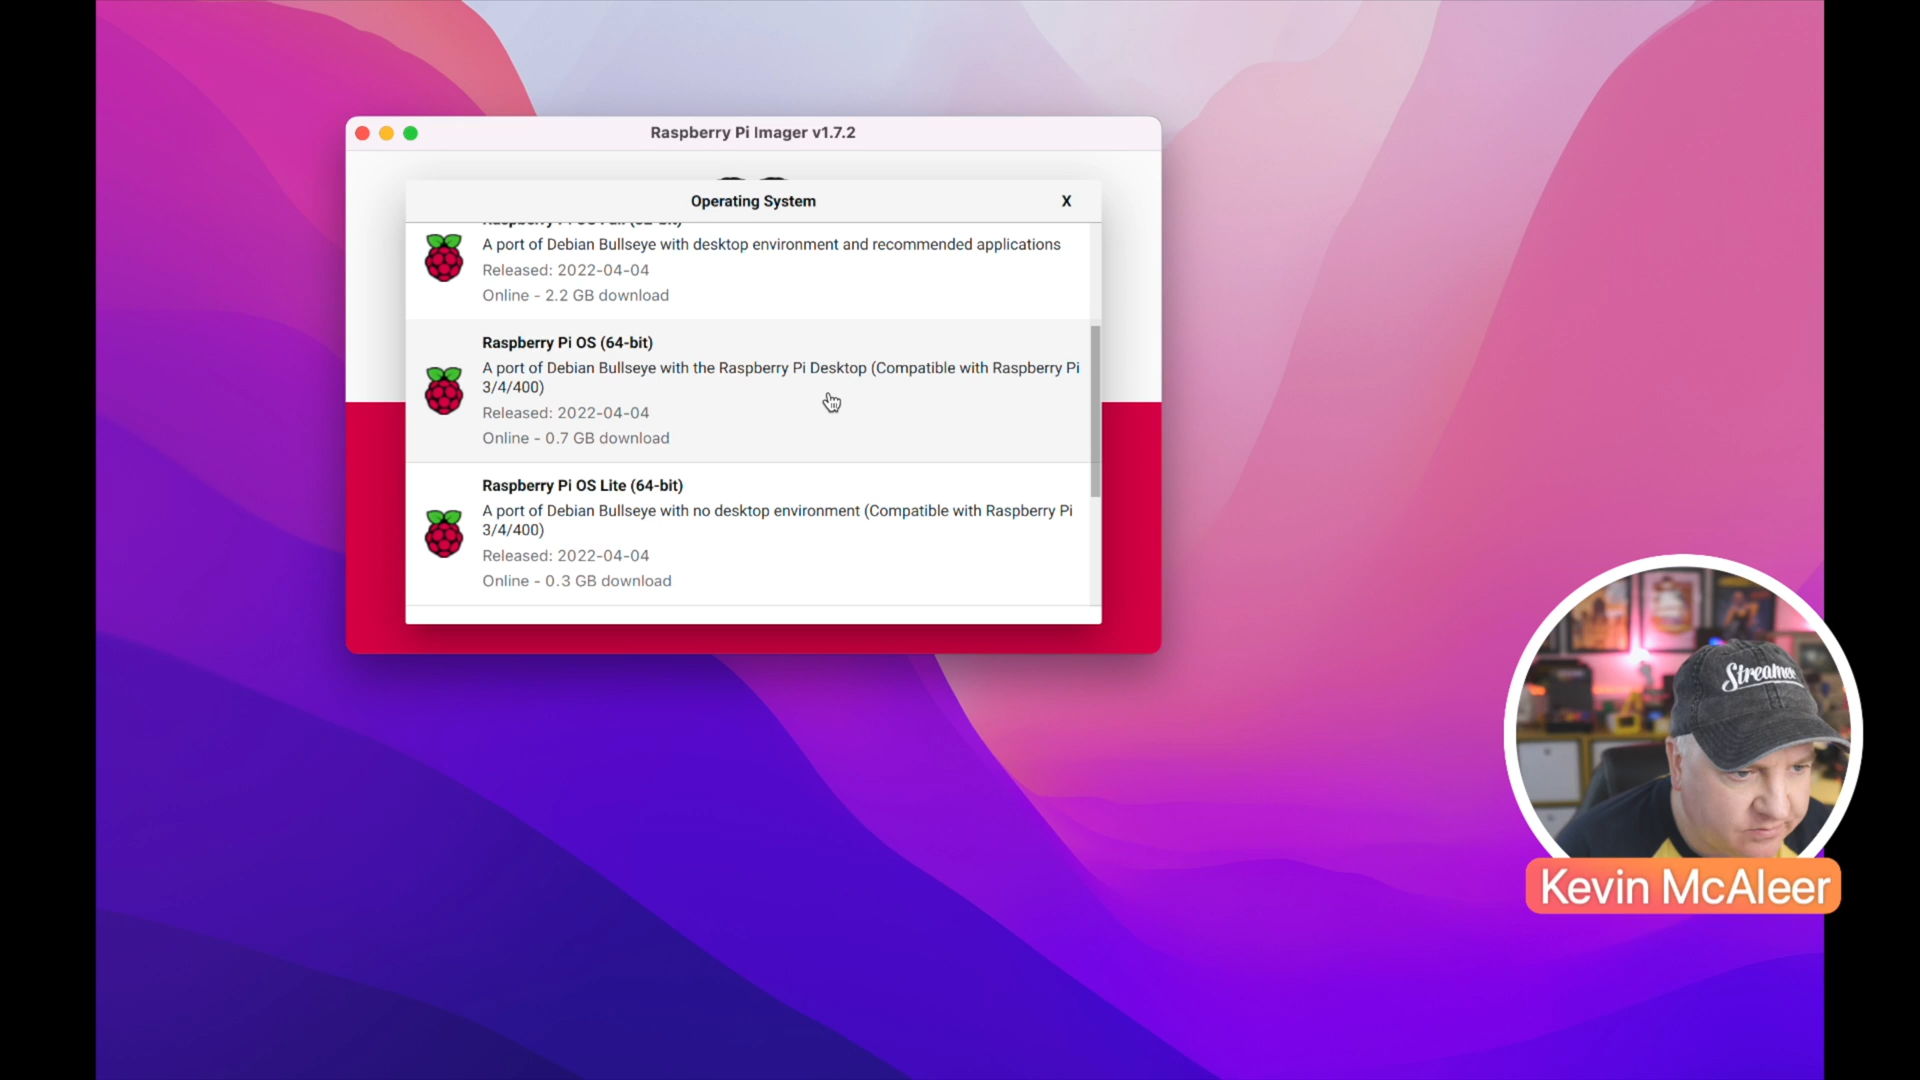 Raspberry Pi Imager v1.7.2
Operating System
X
A port of Debian Bullseye with desktop environment and recommended applications
Released: 2022-04-04
Online - 2.2 GB download
Raspberry Pi OS (64-bit)
A port of Debian Bullseye with the Raspberry Pi Desktop (Compatible with Raspberry Pi
3/4/400)
Released: 2022-04-04
Online - 0.7 GB download
Raspberry Pi OS Lite (64-bit)
A port of Debian Bullseye with no desktop environment (Compatible with Raspberry Pi
3/4/400)
Released: 2022-04-04
Online - 0.3 GB download
Kevin McAleer